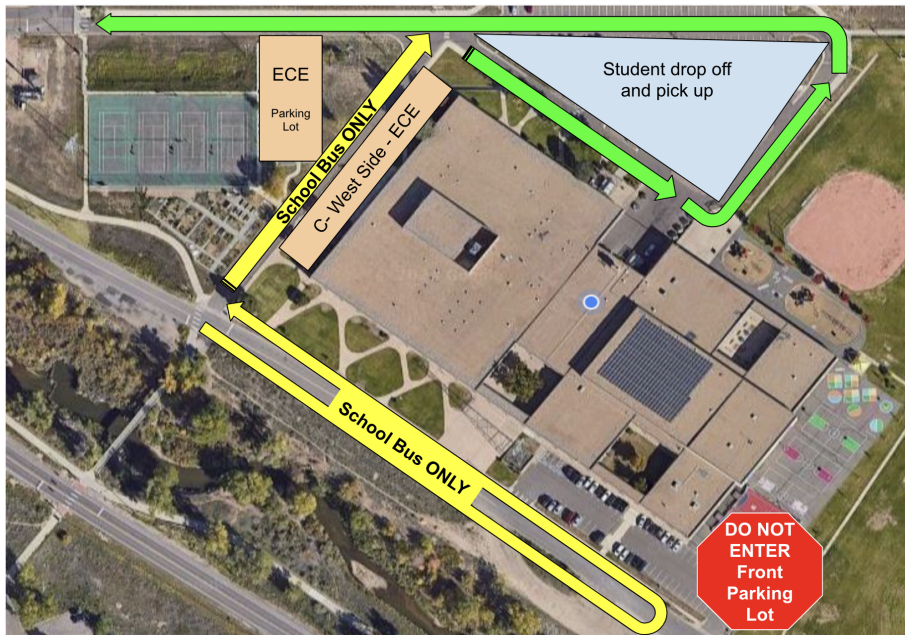 ECE
Parking
Lot
School Bus ONLY
C- West Side - ECE
Student drop off
and pick up
School Bus ONLY
DO NOT
ENTER
Front
Parking
Lot